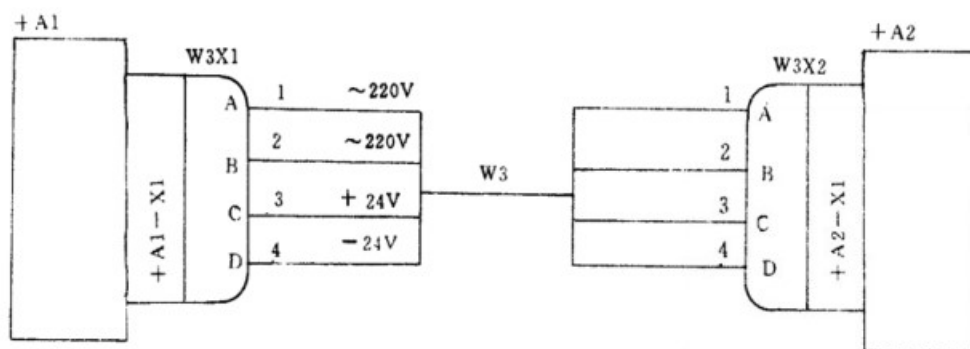 +A1
+A2
W3X1
W3X2
A 1 ~220V
B 2 ~220V
C 3 +24V
D 4 -24V
W3
1 A
2 B
3 C
4 D
+A1-X1
+A2-X1